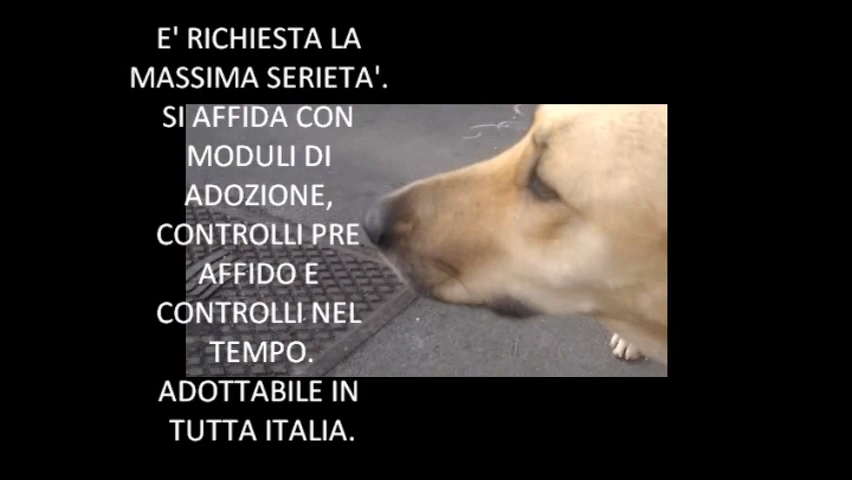 E' RICHIESTA LA
MASSIMA SERIETA'.
SI AFFIDA CON
MODULI DI
ADOZIONE,
CONTROLLI PRE
AFFIDO E
CONTROLLI NEL
TEMPO.
ADOTTABILE IN
TUTTA ITALIA.